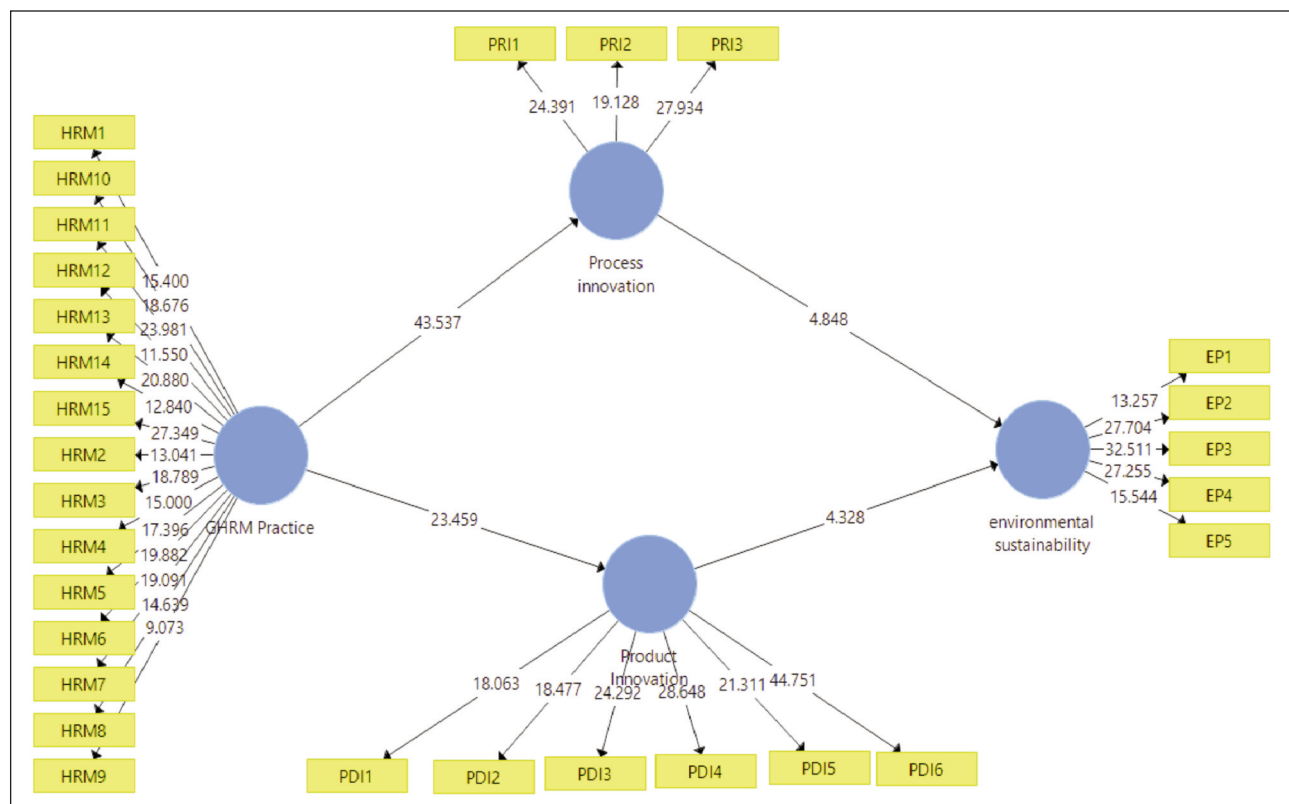 PRI1
PRI2
PRI3
24.391
19.128
27.934
HRM1
HRM10
HRM11
HRM12
HRM13
HRM14
HRM15
HRM2
HRM3
HRM4
HRM5
HRM6
HRM7
HRM8
HRM9
15.400
18.676
23.981
11.550
20.880
12.840
27.349
13.041
18.789
15.000
17.396
19.882
19.091
14.639
9.073
GHRM Practice
Process
innovation
43.537
4.848
23.459
4.328
EP1
EP2
EP3
EP4
EP5
13.257
27.704
32.511
27.255
15.544
environmental
sustainability
Product
Innovation
18.063
18.477
24.292
28.648
21.311
44.751
PDI1
PDI2
PDI3
PDI4
PDI5
PDI6